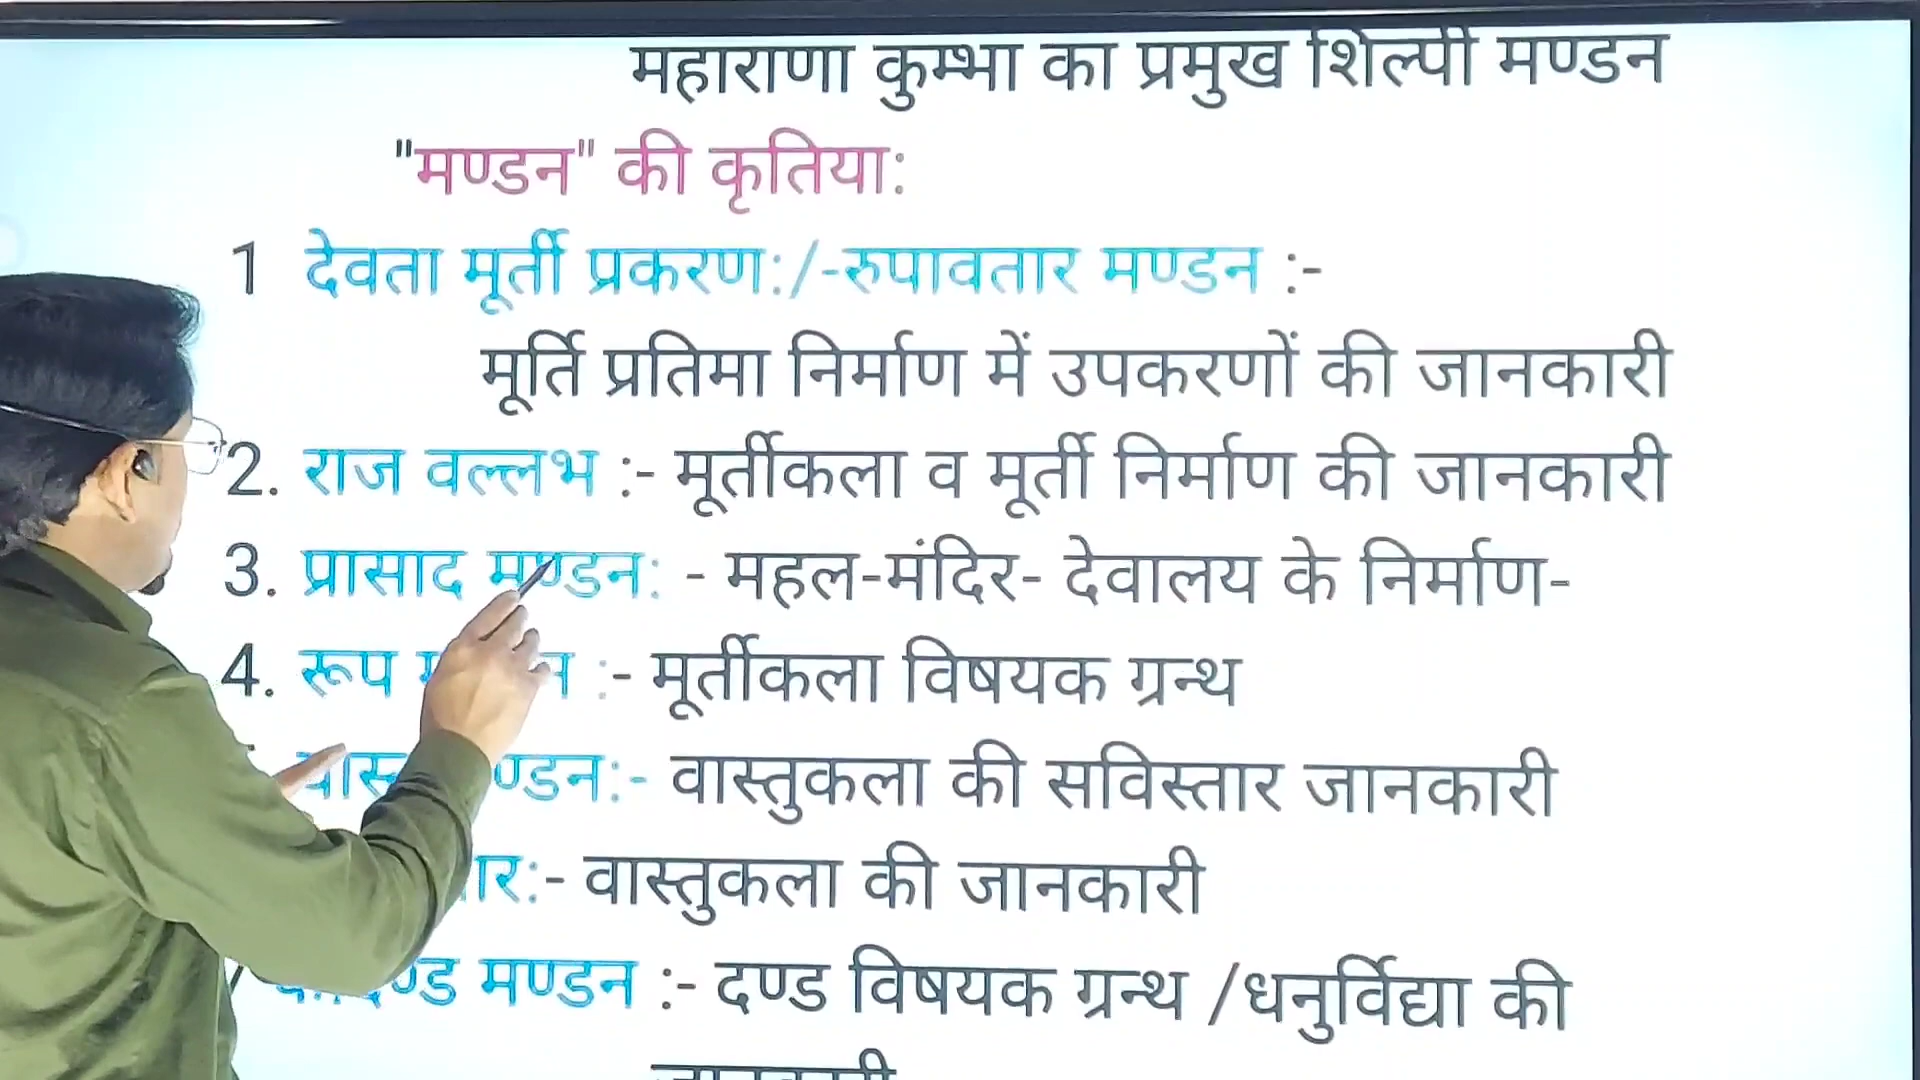 महाराणा कुम्भा का प्रमुख शिल्पी मण्डन
"मण्डन" की कृतिया:
1 देवता मूर्ती प्रकरण:/-रुपावतार मण्डन :-
मूर्ति प्रतिमा निर्माण में उपकरणों की जानकारी
2. राज वल्लभ :- मूर्तीकला व मूर्ती निर्माण की जानकारी
3. प्रासाद मण्डन: - महल-मंदिर- देवालय के निर्माण-
4. रूप :- मूर्तीकला विषयक ग्रन्थ
वास्तुकला की सविस्तार जानकारी
वास्तुकला की जानकारी
मण्डन :- दण्ड विषयक ग्रन्थ /धनुर्विद्या की